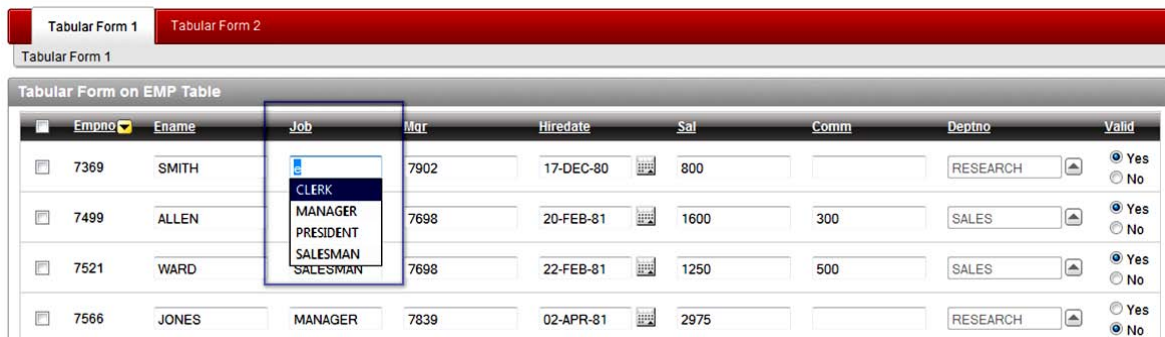 Tabular Form 1 Tabular Form 2
Tabular Form 1
Tabular Form on EMP Table
Empno Ename Job Mgr Hiredate Sal Comm Deptno Valid
7369 SMITH e 7902 17-DEC-80 800 RESEARCH Yes
No
CLERK
MANAGER
PRESIDENT
SALESMAN
7499 ALLEN 7698 20-FEB-81 1600 300 SALES Yes
No
7521 WARD SALESMAN 7698 22-FEB-81 1250 500 SALES Yes
No
7566 JONES MANAGER 7839 02-APR-81 2975 RESEARCH Yes
No